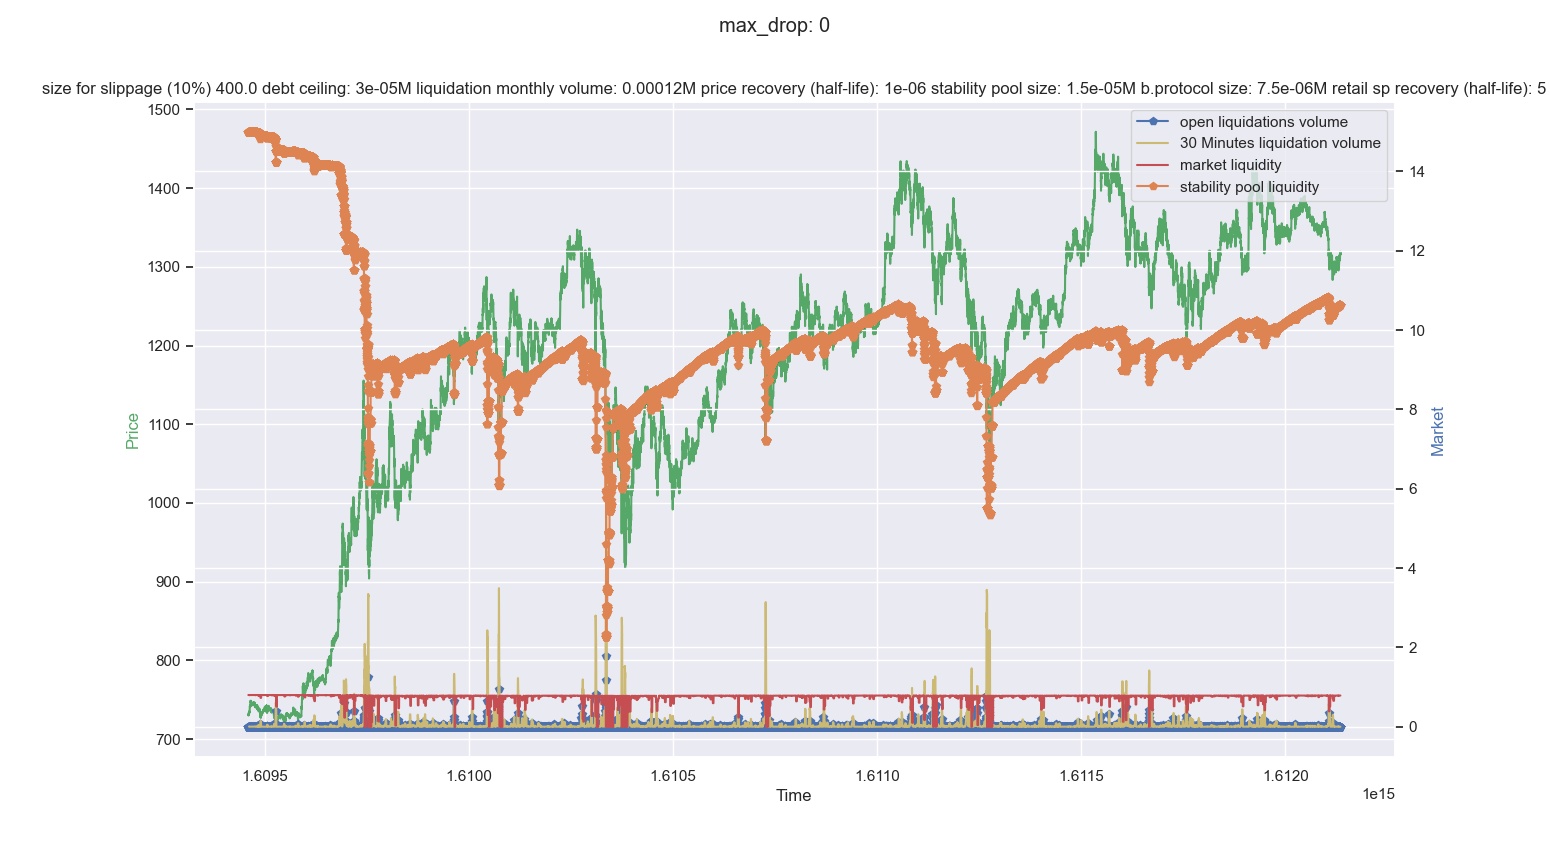 max_drop: 0
size for slippage (10%) 400.0 debt ceiling: 3e-05M liquidation monthly volume: 0.00012M price recovery (half-life): 1e-06 stability pool size: 1.5e-05M b.protocol size: 7.5e-06M retail sp recovery (half-life): 5
open liquidations volume
30 Minutes liquidation volume
market liquidity
stability pool liquidity
1500
1400
1300
1200
1100
1000
900
800
700
Price
14
12
10
8
6
4
2
0
Market
1.6095 1.6100 1.6105 1.6110 1.6115 1.6120
1e15
Time